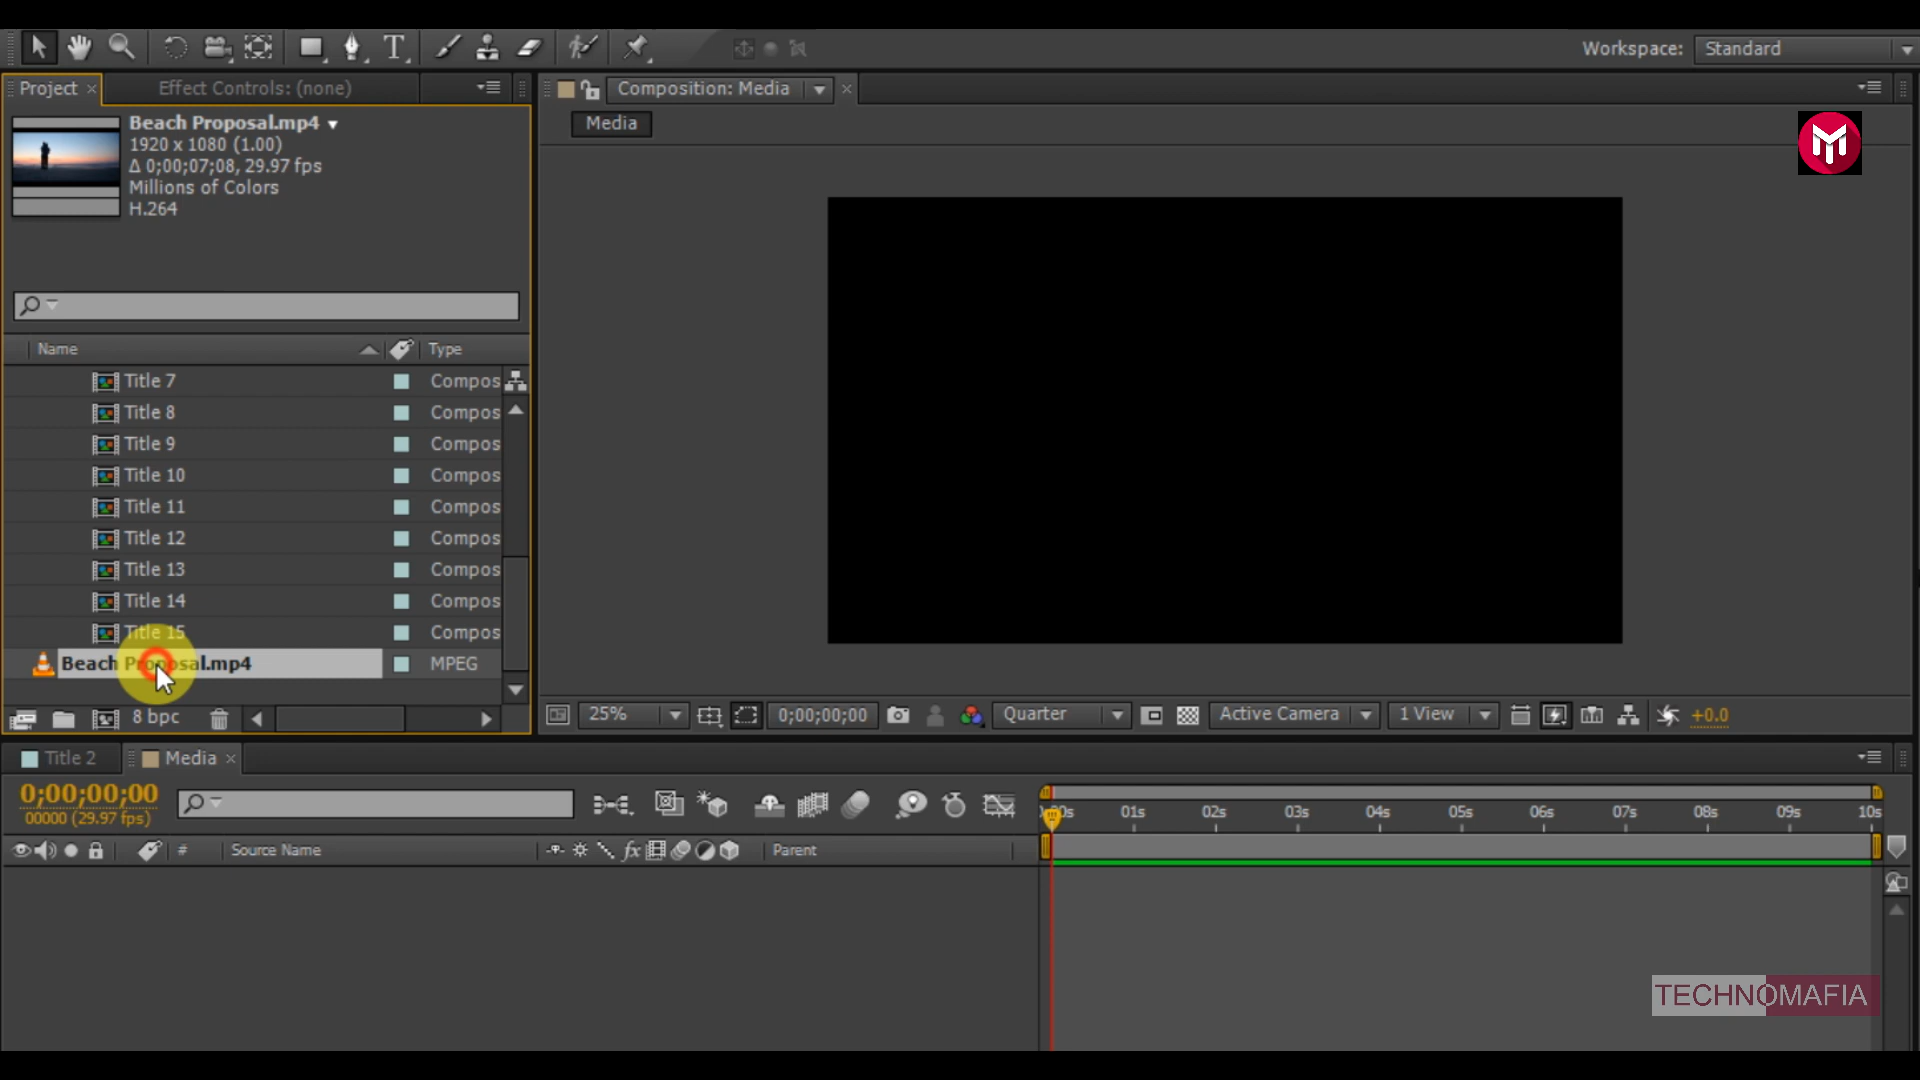 Workspace: Standard
Project × Effect Controls: (none)
Composition: Media ×
Beach Proposal.mp4
1920 x 1080 (1.00)
Δ 0;00;07;08, 29.97 fps
Millions of Colors
H.264
Media
Name Type
Title 7 Compos
Title 8 Compos
Title 9 Compos
Title 10 Compos
Title 11 Compos
Title 12 Compos
Title 13 Compos
Title 14 Compos
Title 15 Compos
Beach Proposal.mp4 MPEG
8 bpc
25% 0;00;00;00 Quarter Active Camera 1 View +0.0
Title 2 Media ×
0;00;00;00
00000 (29.97 fps)
01s 02s 03s 04s 05s 06s 07s 08s 09s 10s
# Source Name fx Parent
TECHNOMAFIA